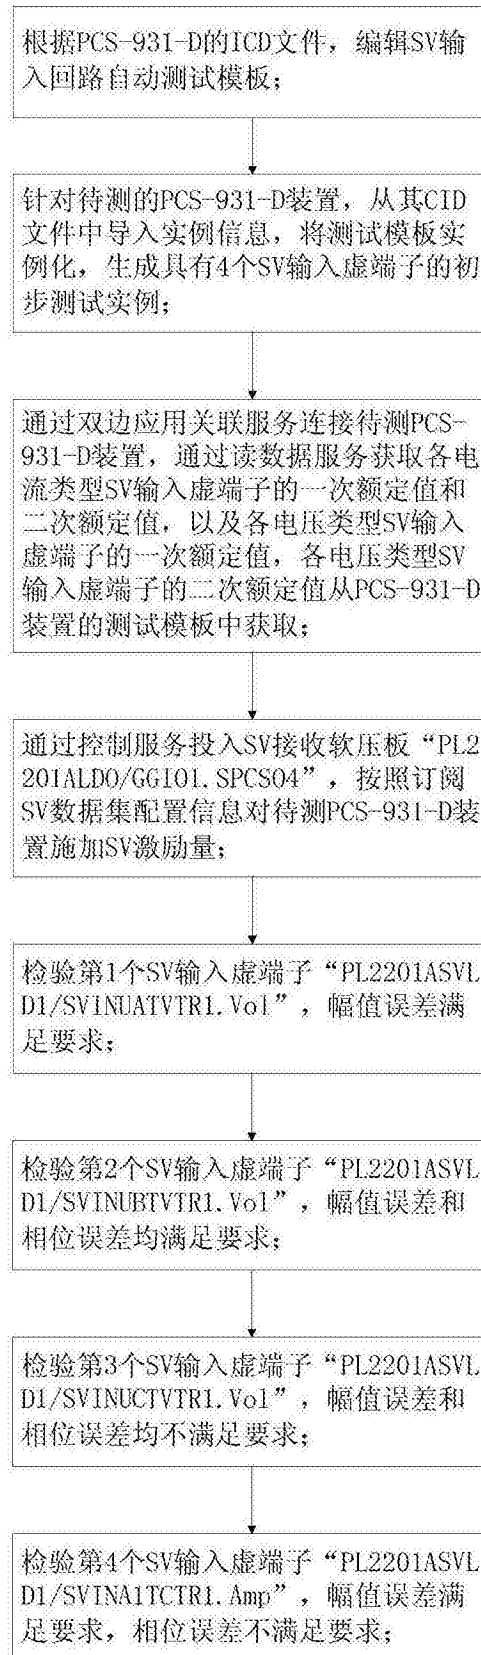 根据PCS-931-D的ICD文件，编辑SV输
入回路自动测试模板；
针对待测的PCS-931-D装置，从其CID
文件中导入实例信息，将测试模板实
例化，生成具有4个SV输入虚端子的初
步测试实例；
通过双边应用关联服务连接待测PCS-
931-D装置，通过读数据服务获取各电
流类型SV输入虚端子的一次额定值和
二次额定值，以及各电压类型SV输入
虚端子的一次额定值，各电压类型SV
输入虚端子的二次额定值从PCS-931-D
装置的测试模板中获取；
通过控制服务投入SV接收软压板“PL2
201ALDO/GGIO1.SPCSO4”，按照订阅
SV数据集配置信息对待测PCS-931-D装
置施加SV激励量；
检验第1个SV输入虚端子“PL2201ASVL
D1/SVINUATVTR1.Vol”，幅值误差满
足要求；
检验第2个SV输入虚端子“PL2201ASVL
D1/SVINUBTVTR1.Vol”，幅值误差和
相位误差均满足要求；
检验第3个SV输入虚端子“PL2201ASVL
D1/SVINUCTVTR1.Vol”，幅值误差和
相位误差均不满足要求；
检验第4个SV输入虚端子“PL2201ASVL
D1/SVINA1TCTR1.Amp”，幅值误差满
足要求，相位误差不满足要求；